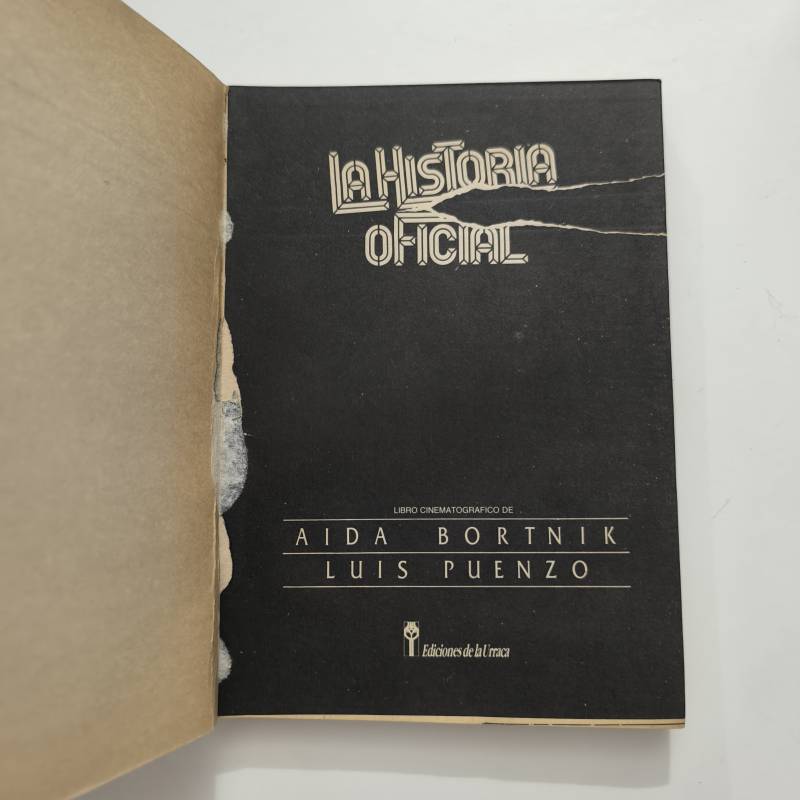 LA HISTORIA
OFICIAL
LIBRO CINEMATOGRAFICO DE
AIDA BORTNIK
LUIS PUENZO
Ediciones de la Urraca